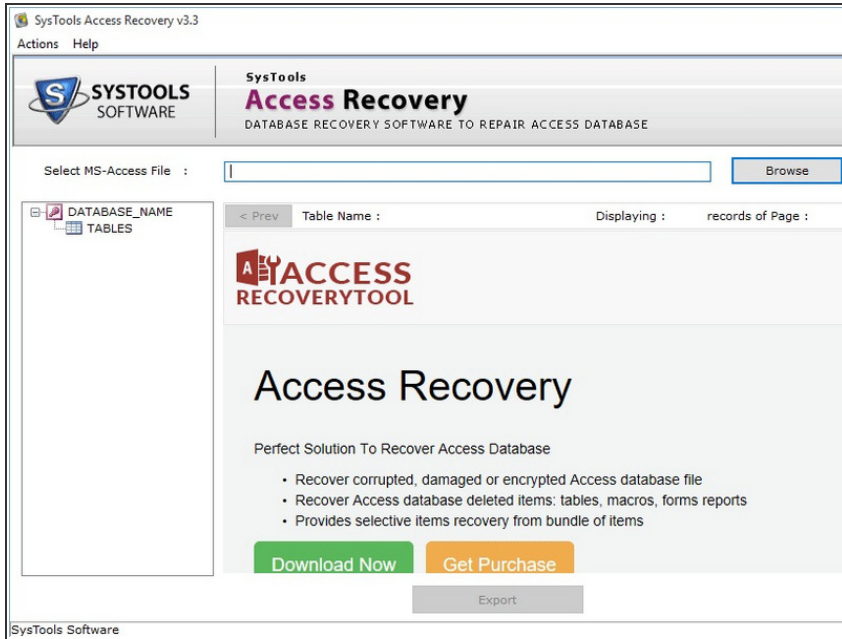 SysTools Access Recovery v3.3
Actions Help
SYSTOOLS
SOFTWARE
SysTools
Access Recovery
DATABASE RECOVERY SOFTWARE TO REPAIR ACCESS DATABASE
Select MS-Access File :
Browse
DATABASE_NAME
TABLES
< Prev Table Name : Displaying : records of Page :
A ACCESS
RECOVERYTOOL
Access Recovery
Perfect Solution To Recover Access Database
• Recover corrupted, damaged or encrypted Access database file
• Recover Access database deleted items: tables, macros, forms reports
• Provides selective items recovery from bundle of items
Download Now Get Purchase
Export
SysTools Software